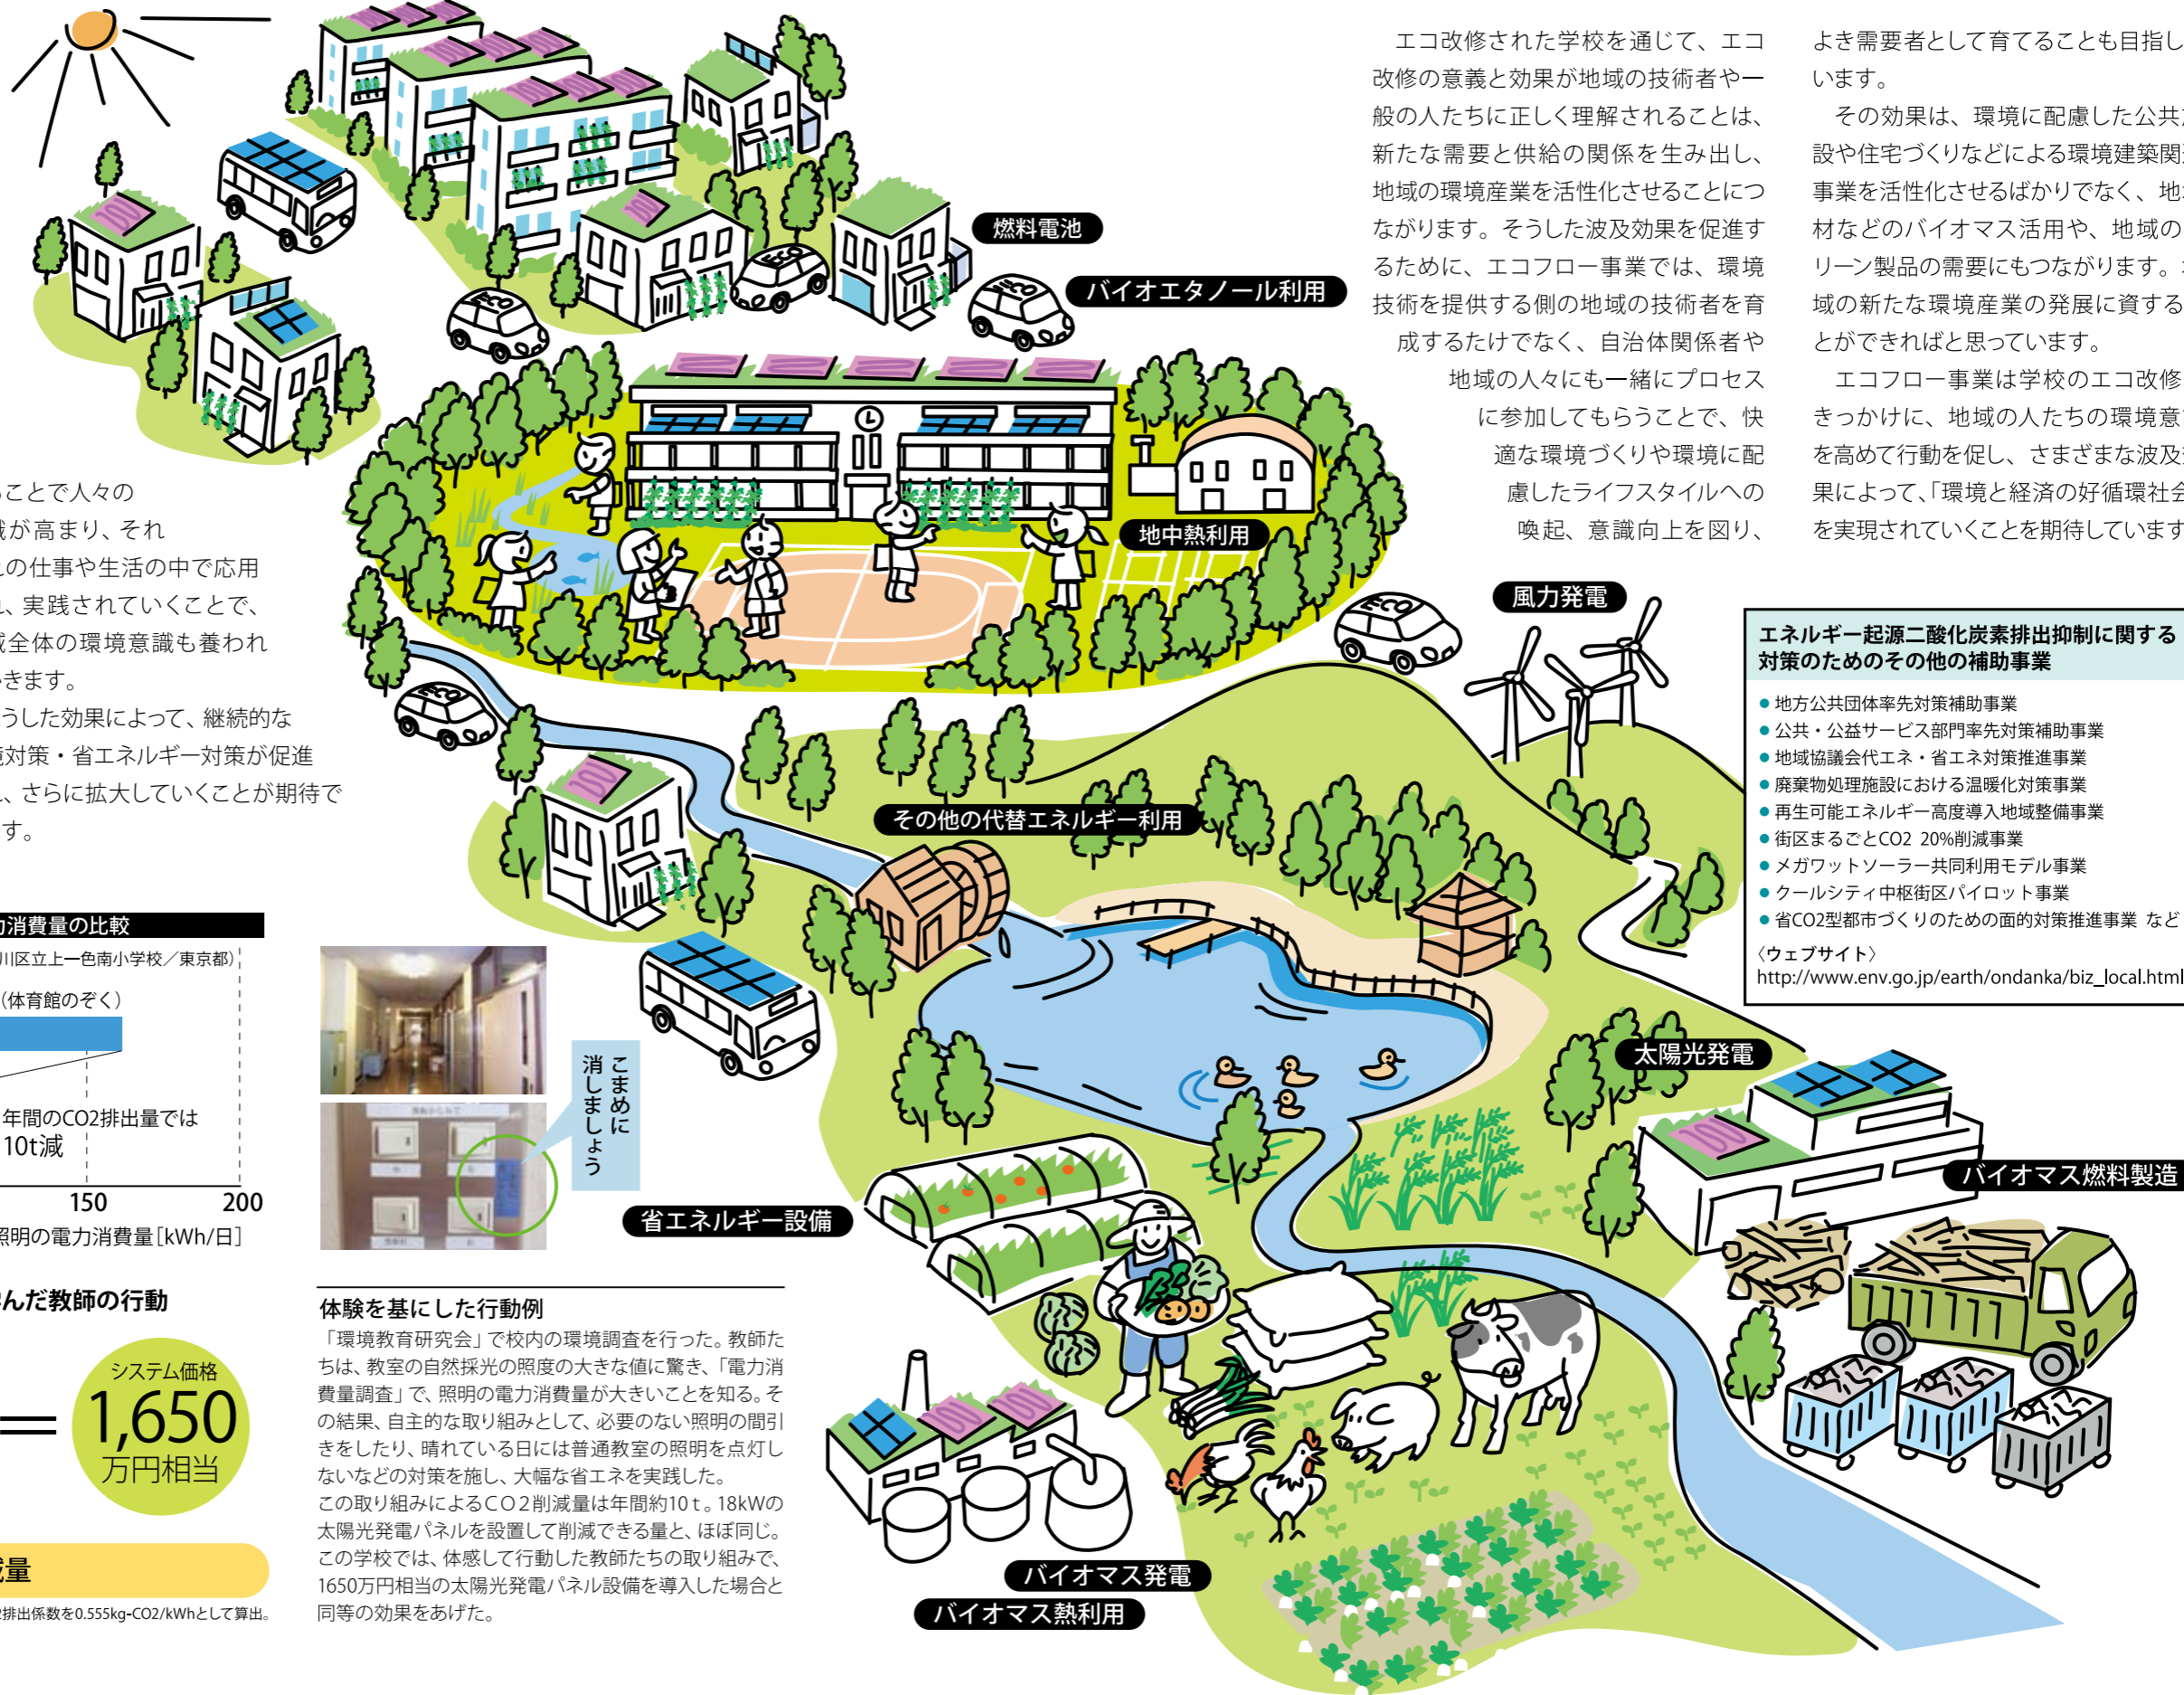 ることで人々の
識が高まり、それ
れの仕事や生活の中で応用
れ、実践されていくことで、
域全体の環境意識も養われ
いきます。
うした効果によって、継続的な
境対策・省エネルギー対策が促進
れ、さらに拡大していくことが期待で
ます。
力消費量の比較
川区立上一色南小学校／東京都）
（体育館のぞく）
年間のCO2排出量では
10t減
150
200
照明の電力消費量［kWh/日］
んだ教師の行動
＝
システム価格
1,650
万円相当
減量
排出係数を0.555kg-CO2/kWhとして算出。
こまめに
消しましょう
体験を基にした行動例
「環境教育研究会」で校内の環境調査を行った。教師た
ちは、教室の自然採光の照度の大きな値に驚き、「電力消
費量調査」で、照明の電力消費量が大きいことを知る。そ
の結果、自主的な取り組みとして、必要のない照明の間引
きをしたり、晴れている日には普通教室の照明を点灯し
ないなどの対策を施し、大幅な省エネを実践した。
この取り組みによるＣＯ２削減量は年間約10ｔ。18kWの
太陽光発電パネルを設置して削減できる量と、ほぼ同じ。
この学校では、体感して行動した教師たちの取り組みで、
1650万円相当の太陽光発電パネル設備を導入した場合と
同等の効果をあげた。
燃料電池
バイオエタノール利用
ECO
ECO
ECO
地中熱利用
ECO
ECO
風力発電
その他の代替エネルギー利用
太陽光発電
バイオマス燃料製造
省エネルギー設備
バイオマス発電
バイオマス熱利用
エコ改修された学校を通じて、エコ
改修の意義と効果が地域の技術者や一
般の人たちに正しく理解されることは、
新たな需要と供給の関係を生み出し、
地域の環境産業を活性化させることにつ
ながります。そうした波及効果を促進す
るために、エコフロー事業では、環境
技術を提供する側の地域の技術者を育
成するたけでなく、自治体関係者や
地域の人々にも一緒にプロセス
に参加してもらうことで、快
適な環境づくりや環境に配
慮したライフスタイルへの
喚起、意識向上を図り、
よき需要者として育てることも目指し
います。
その効果は、環境に配慮した公共
設や住宅づくりなどによる環境建築関
事業を活性化させるばかりでなく、地
材などのバイオマス活用や、地域の
リーン製品の需要にもつながります。
域の新たな環境産業の発展に資する
とができればと思っています。
エコフロー事業は学校のエコ改修
きっかけに、地域の人たちの環境意
を高めて行動を促し、さまざまな波及
果によって、「環境と経済の好循環社会
を実現されていくことを期待しています
エネルギー起源二酸化炭素排出抑制に関する
対策のためのその他の補助事業
● 地方公共団体率先対策補助事業
● 公共・公益サービス部門率先対策補助事業
● 地域協議会代エネ・省エネ対策推進事業
● 廃棄物処理施設における温暖化対策事業
● 再生可能エネルギー高度導入地域整備事業
● 街区まるごとCO2 20%削減事業
● メガワットソーラー共同利用モデル事業
● クールシティ中枢街区パイロット事業
● 省CO2型都市づくりのための面的対策推進事業 など
〈ウェブサイト〉
http://www.env.go.jp/earth/ondanka/biz_local.html